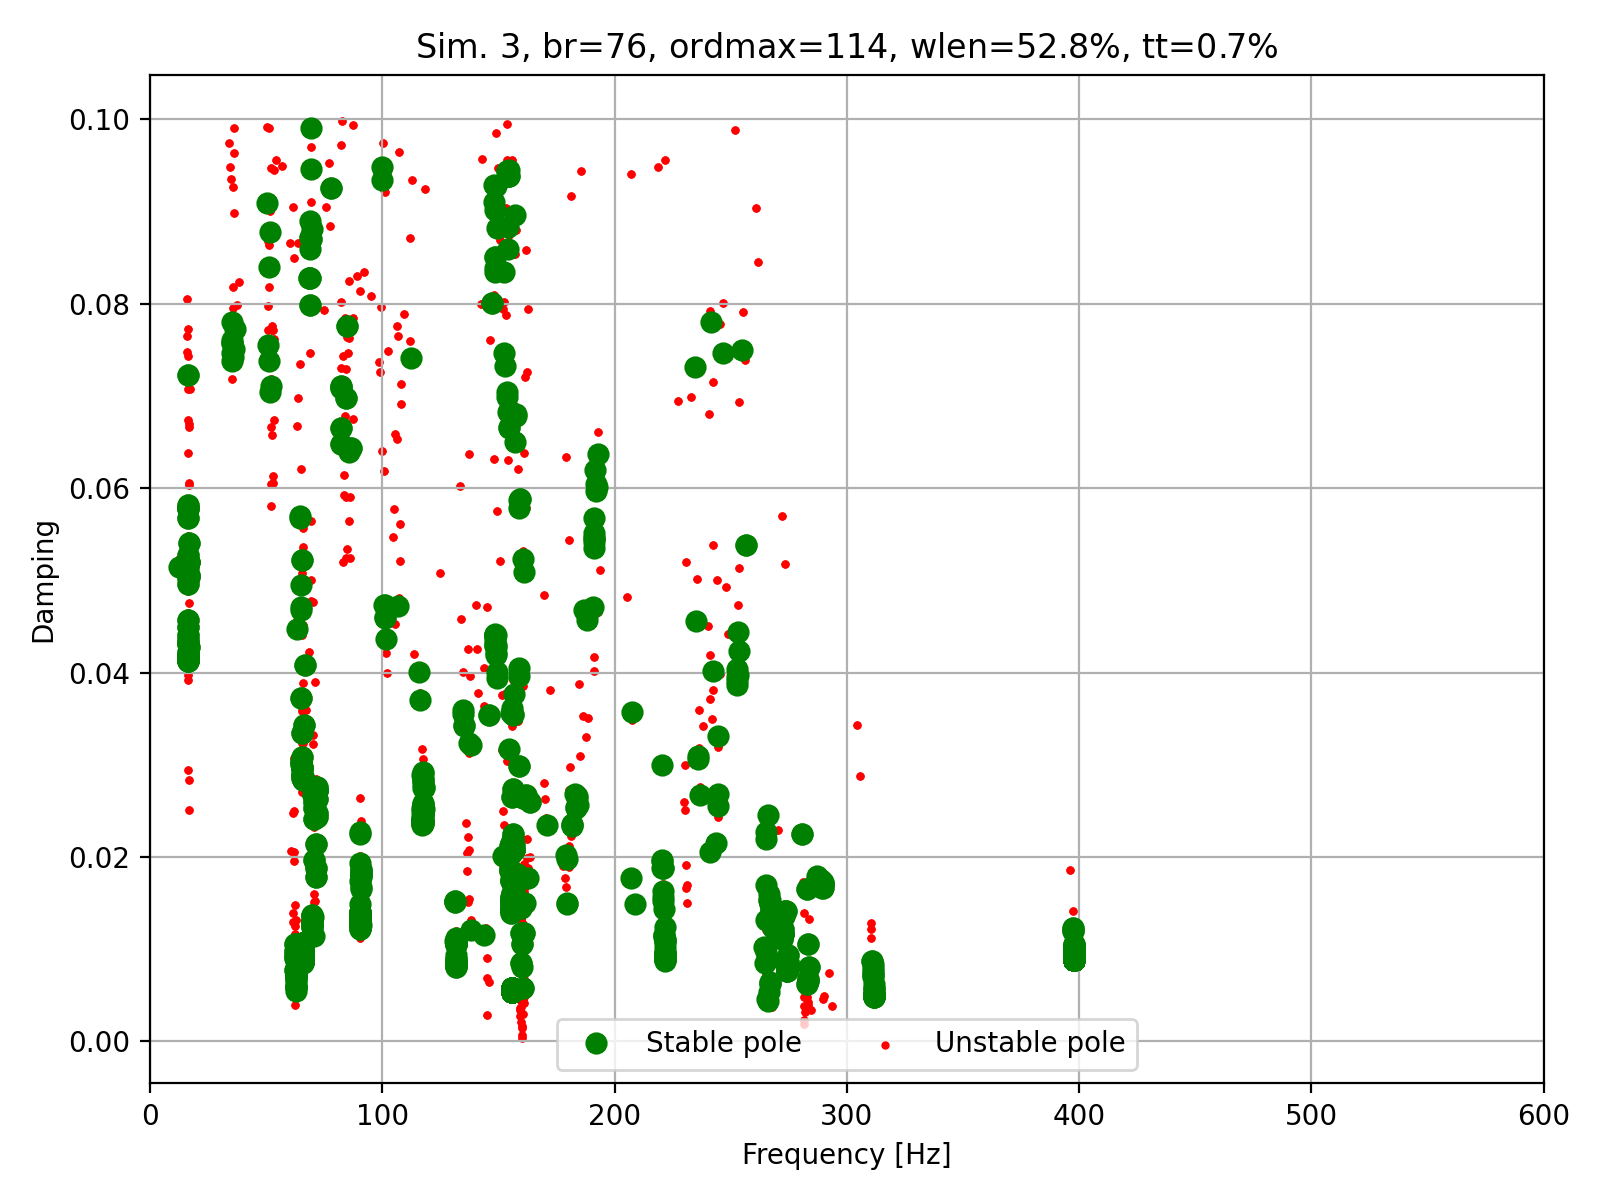 Sim. 3, br=76, ordmax=114, wlen=52.8%, tt=0.7%
0.10
0.08
0.06
0.04
0.02
0.00
Damping
Stable pole
Unstable pole
0 100 200 300 400 500 600
Frequency [Hz]